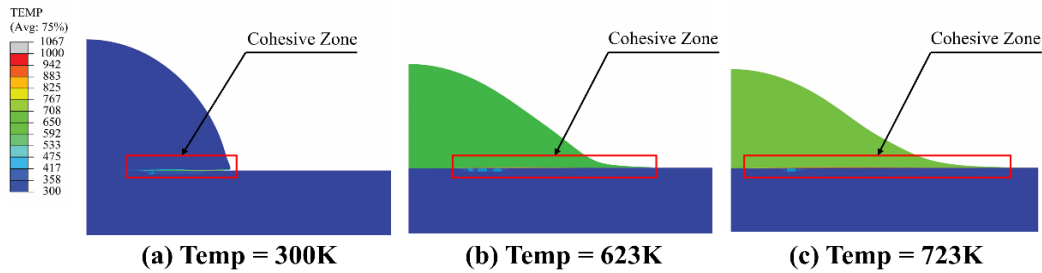 TEMP
(Avg: 75%)
1067
1000
942
883
825
767
708
650
592
533
475
417
358
300
Cohesive Zone
Cohesive Zone
Cohesive Zone
(a) Temp = 300K
(b) Temp = 623K
(c) Temp = 723K